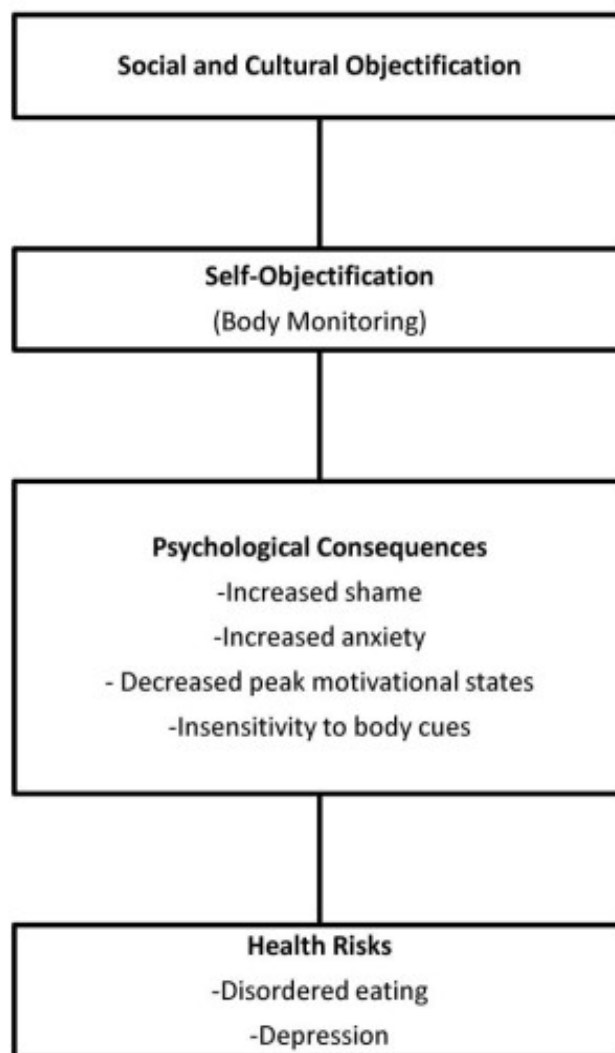 Social and Cultural Objectification
Self-Objectification
(Body Monitoring)
Psychological Consequences
-Increased shame
-Increased anxiety
- Decreased peak motivational states
-Insensitivity to body cues
Health Risks
-Disordered eating
-Depression